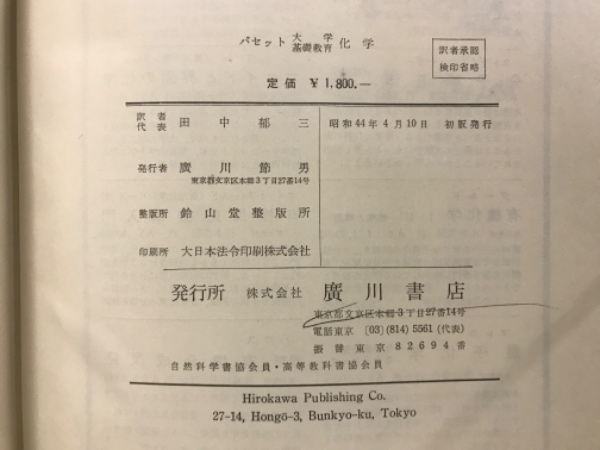 バセット 大学基礎教育 化学
訳者承認
検印省略
定価 ￥1,800.—
訳者代表 田中郁三
昭和44年4月10日 初版発行
発行者 廣川節男
東京都文京区本郷3丁目27番14号
整版所 鈴山堂整版所
印刷所 大日本法令印刷株式会社
発行所 株式会社 廣川書店
東京都文京区本郷3丁目27番14号
電話東京 〔03〕(814) 5561 (代表)
振替東京 82694番
自然科学書協会員・高等教科書協会員
Hirokawa Publishing Co.
27-14, Hongō-3, Bunkyo-ku, Tokyo